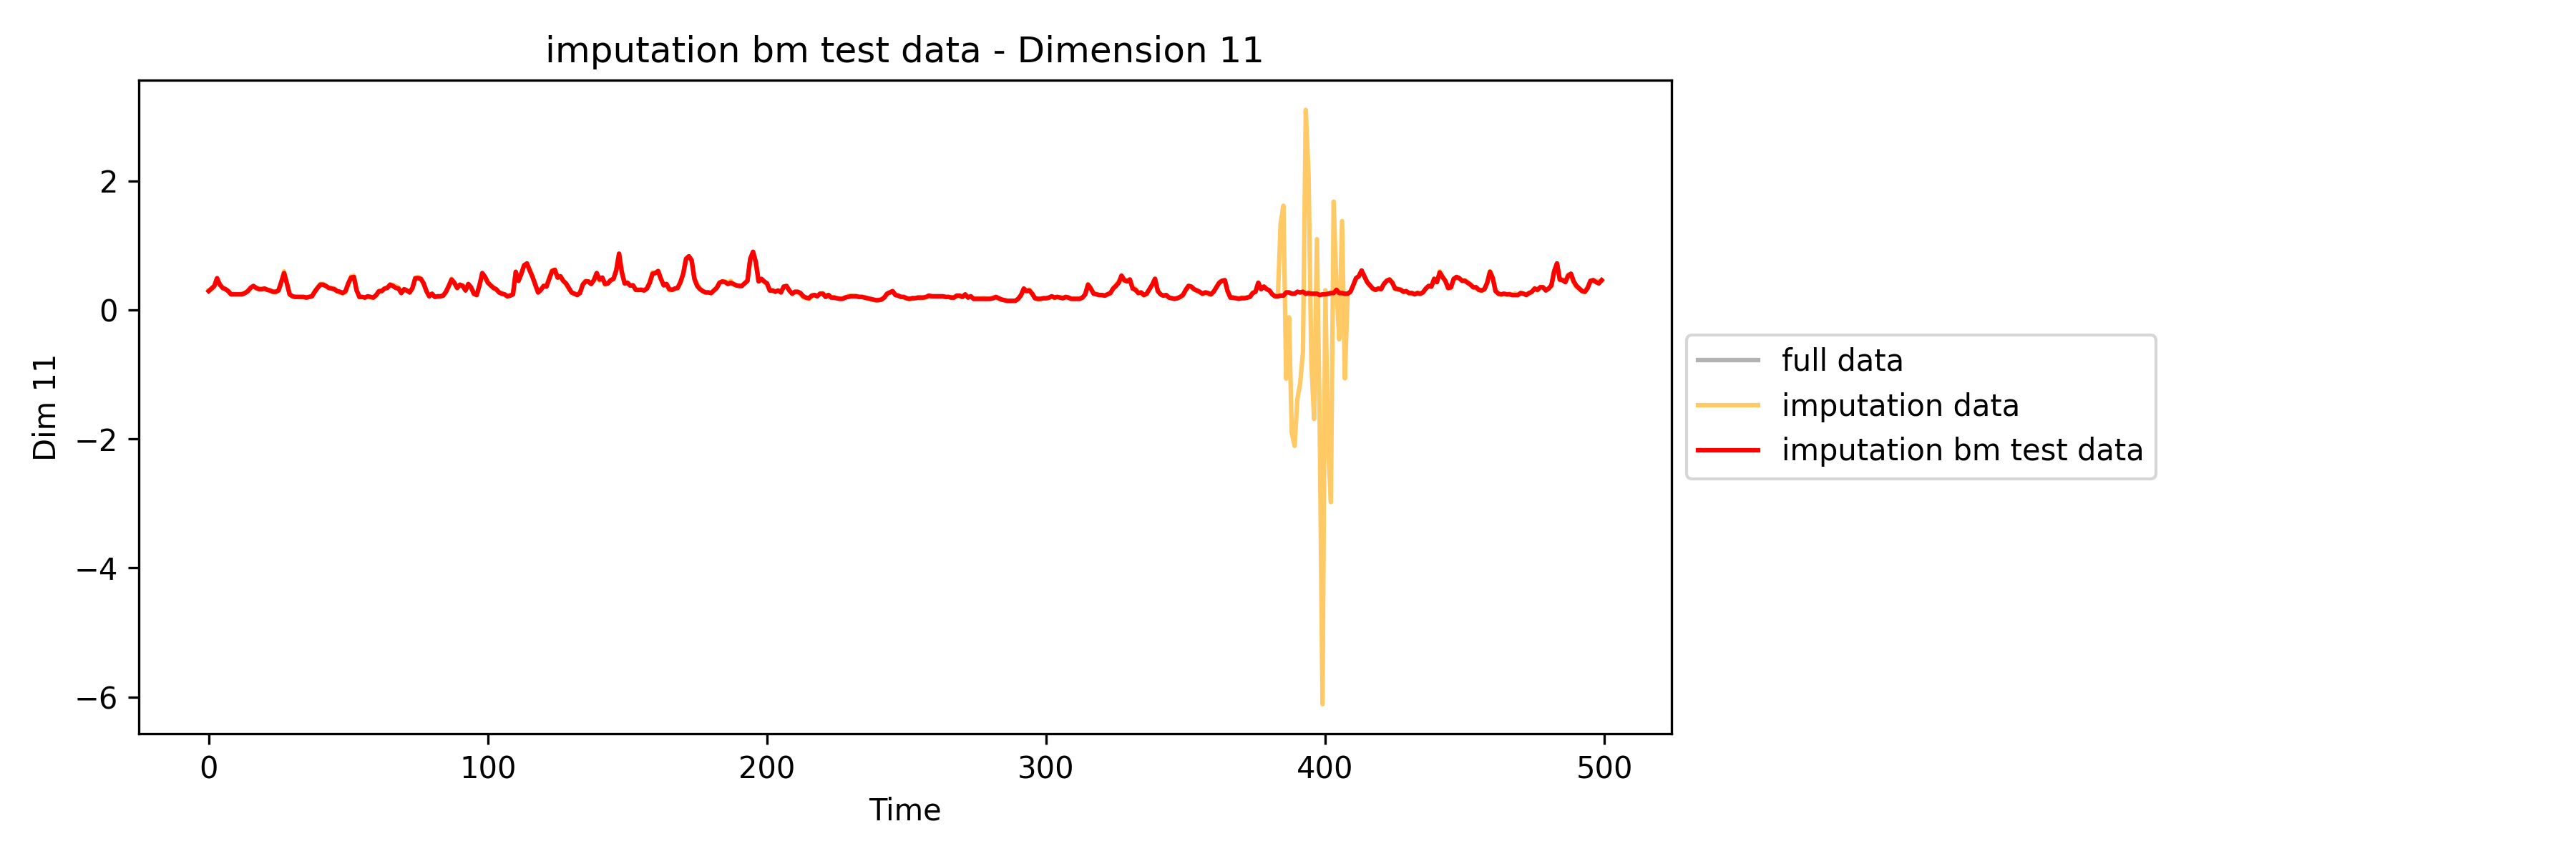 imputation bm test data - Dimension 11
2
0
−2
−4
−6
Dim 11
0 100 200 300 400 500
Time
full data
imputation data
imputation bm test data